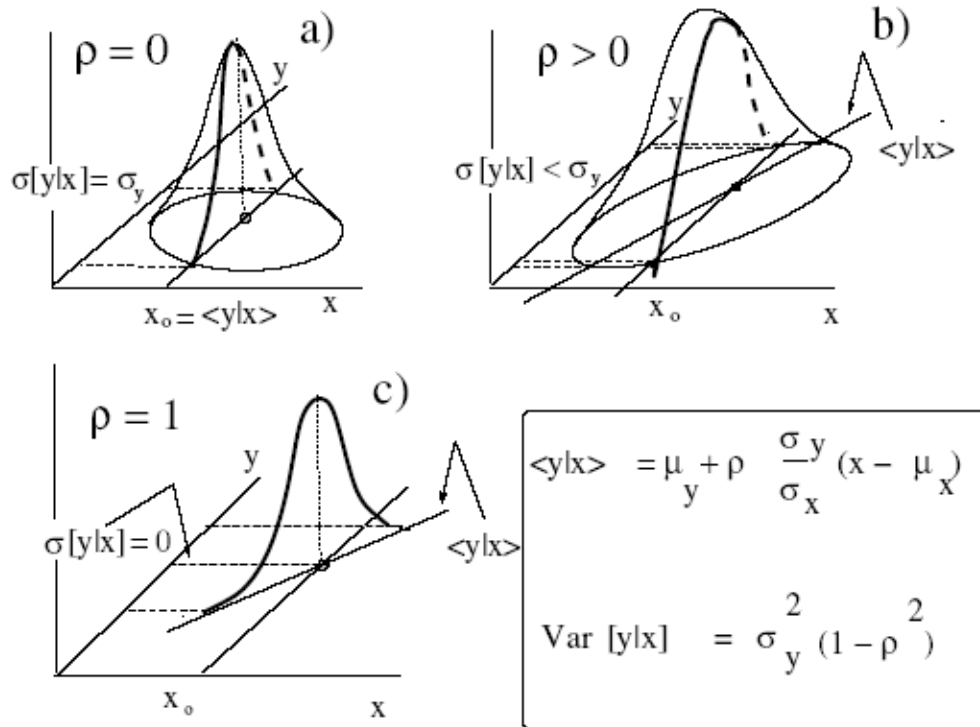 a)
ρ = 0
y
σ[y|x] = σy
x
x₀ = <y|x>
b)
ρ > 0
y
<y|x>
σ[y|x] < σy
x₀
x
c)
ρ = 1
y
σ[y|x] = 0
<y|x>
x₀
x
<y|x> = μy + ρ σy/σx (x − μx)
Var [y|x] = σy² (1 − ρ²)